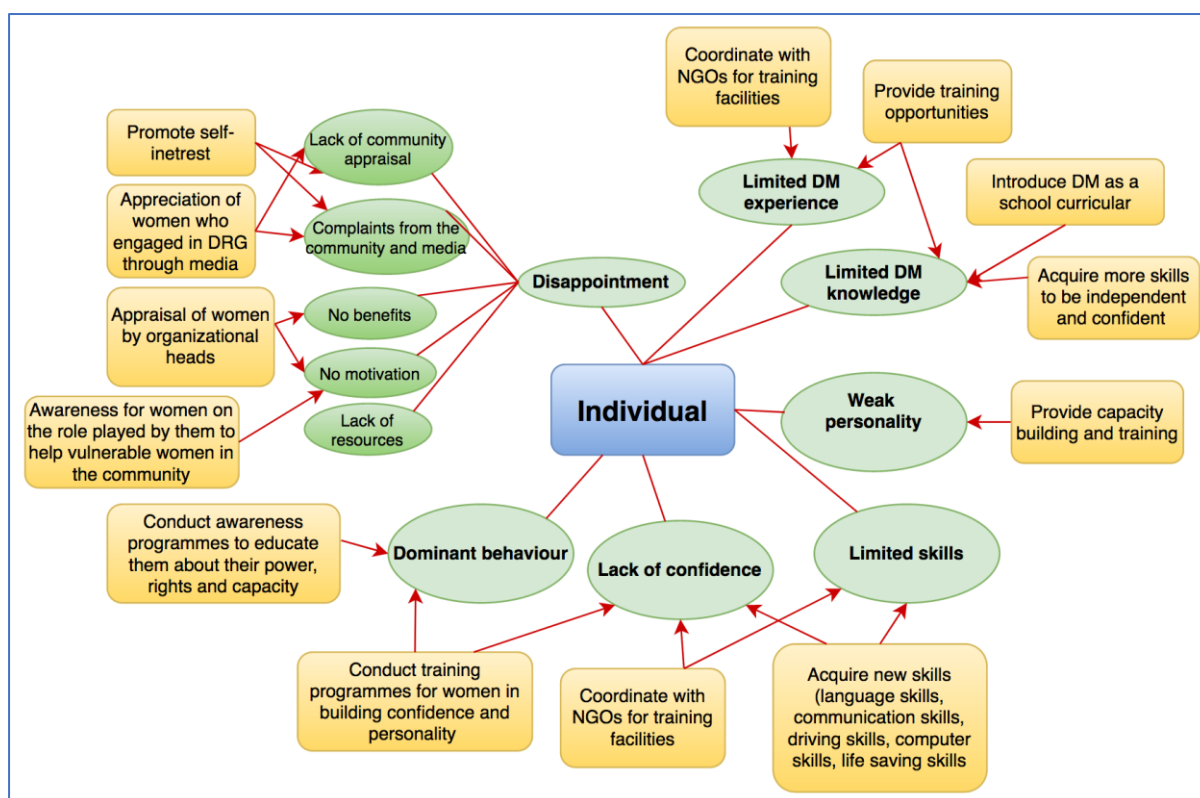 Coordinate with
NGOs for training
facilities
Provide training
opportunities
Promote self-
inetrest
Lack of community
appraisal
Limited DM
experience
Introduce DM as a
school curricular
Appreciation of
women who
engaged in DRG
through media
Complaints from the
community and media
Disappointment
Limited DM
knowledge
Acquire more skills
to be independent
and confident
Appraisal of women
by organizational
heads
No benefits
No motivation
Lack of
resources
Individual
Weak
personality
Provide capacity
building and training
Awareness for women on
the role played by them to
help vulnerable women in
the community
Conduct awareness
programmes to educate
them about their power,
rights and capacity
Dominant behaviour
Lack of confidence
Limited skills
Conduct training
programmes for women in
building confidence and
personality
Coordinate with
NGOs for training
facilities
Acquire new skills
(language skills,
communication skills,
driving skills, computer
skills, life saving skills